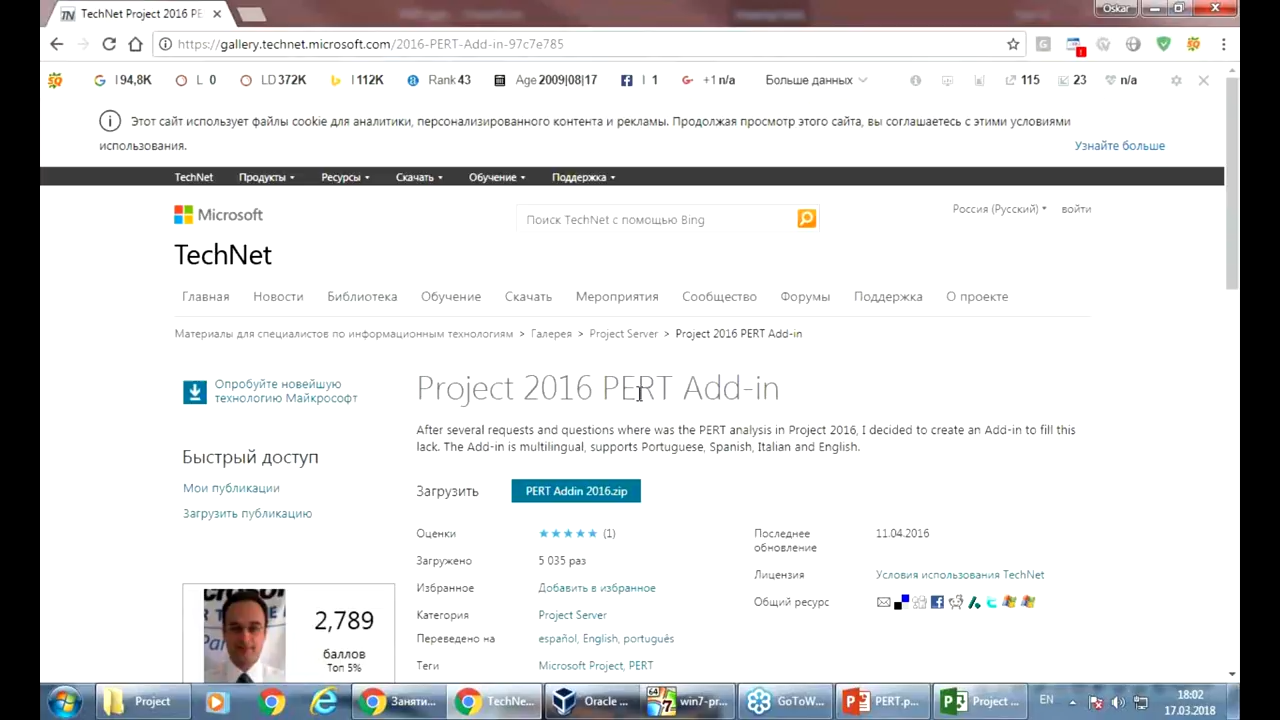 TechNet Project 2016 PE
Oskar
https://gallery.technet.microsoft.com/2016-PERT-Add-in-97c7e785
I 94,8K
L 0
LD 372K
I 112K
Rank 43
Age 2009|08|17
I 1
+1 n/a
Больше данных
115
23
n/a
Этот сайт использует файлы cookie для аналитики, персонализированного контента и рекламы. Продолжая просмотр этого сайта, вы соглашаетесь с этими условиями
использования.
Узнайте больше
TechNet Продукты Ресурсы Скачать Обучение Поддержка
Microsoft
Поиск TechNet с помощью Bing
Россия (Русский) войти
TechNet
Главная Новости Библиотека Обучение Скачать Мероприятия Сообщество Форумы Поддержка О проекте
Материалы для специалистов по информационным технологиям > Галерея > Project Server > Project 2016 PERT Add-in
Опробуйте новейшую
технологию Майкрософт
Быстрый доступ
Мои публикации
Загрузить публикацию
2,789
баллов
Топ 5%
Project 2016 PERT Add-in
After several requests and questions where was the PERT analysis in Project 2016, I decided to create an Add-in to fill this
lack. The Add-in is multilingual, supports Portuguese, Spanish, Italian and English.
Загрузить PERT Addin 2016.zip
Оценки (1)
Загружено 5 035 раз
Избранное Добавить в избранное
Категория Project Server
Переведено на español, English, português
Теги Microsoft Project, PERT
Последнее
обновление
11.04.2016
Лицензия Условия использования TechNet
Общий ресурс
Project
Заняти...
TechNe...
Oracle ...
win7-pr...
GoToW...
PERT.p...
Project ...
EN
18:02
17.03.2018